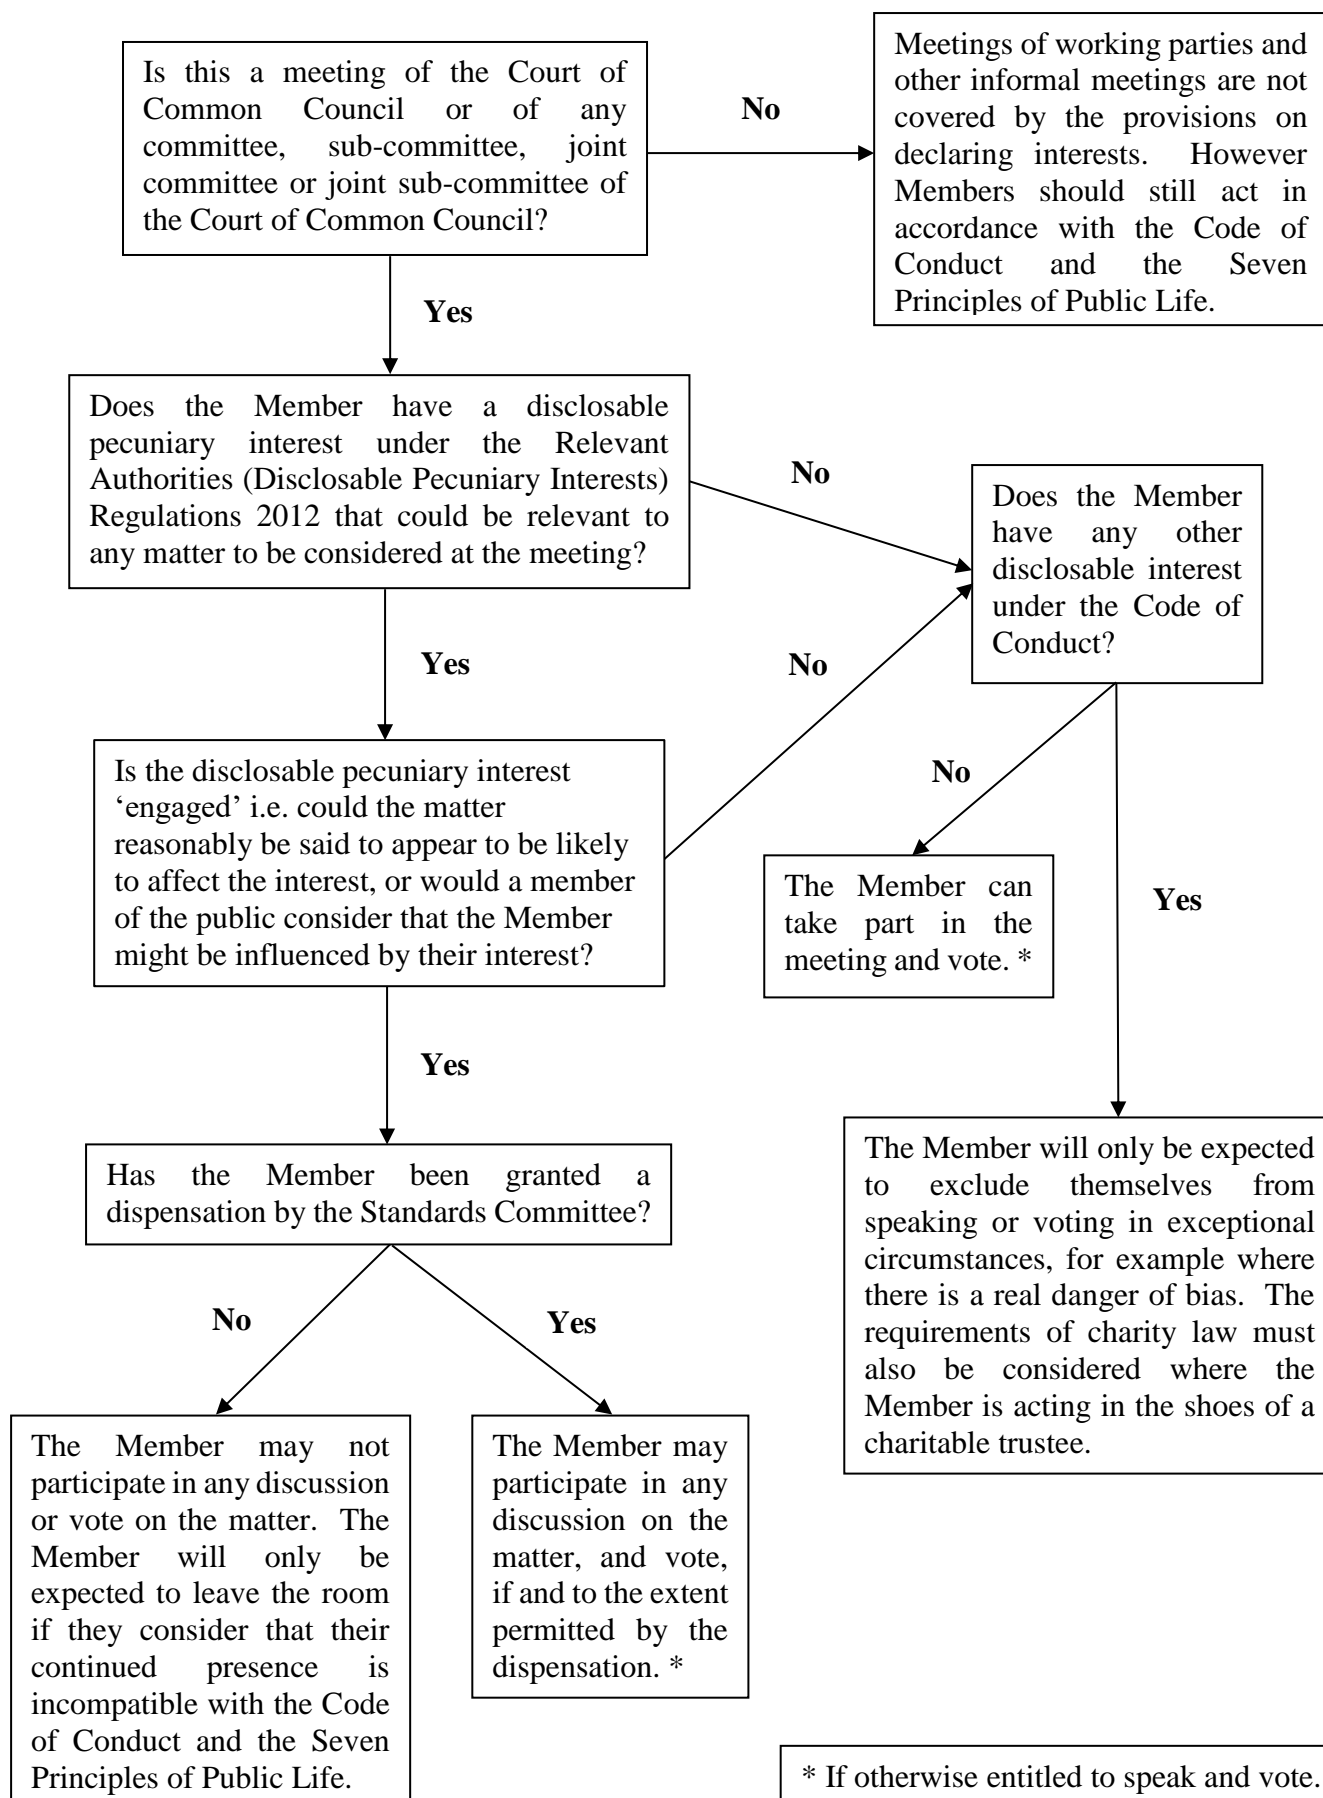 Is this a meeting of the Court of
Common Council or of any
committee, sub-committee, joint
committee or joint sub-committee of
the Court of Common Council?
No
Meetings of working parties and
other informal meetings are not
covered by the provisions on
declaring interests. However
Members should still act in
accordance with the Code of
Conduct and the Seven
Principles of Public Life.
Yes
Does the Member have a disclosable
pecuniary interest under the Relevant
Authorities (Disclosable Pecuniary Interests)
Regulations 2012 that could be relevant to
any matter to be considered at the meeting?
No
Does the Member
have any other
disclosable interest
under the Code of
Conduct?
Yes
No
Is the disclosable pecuniary interest
‘engaged’ i.e. could the matter
reasonably be said to appear to be likely
to affect the interest, or would a member
of the public consider that the Member
might be influenced by their interest?
No
The Member can
take part in the
meeting and vote. *
Yes
Yes
Has the Member been granted a
dispensation by the Standards Committee?
The Member will only be expected
to exclude themselves from
speaking or voting in exceptional
circumstances, for example where
there is a real danger of bias. The
requirements of charity law must
also be considered where the
Member is acting in the shoes of a
charitable trustee.
No
Yes
The Member may not
participate in any discussion
or vote on the matter. The
Member will only be
expected to leave the room
if they consider that their
continued presence is
incompatible with the Code
of Conduct and the Seven
Principles of Public Life.
The Member may
participate in any
discussion on the
matter, and vote,
if and to the extent
permitted by the
dispensation. *
* If otherwise entitled to speak and vote.